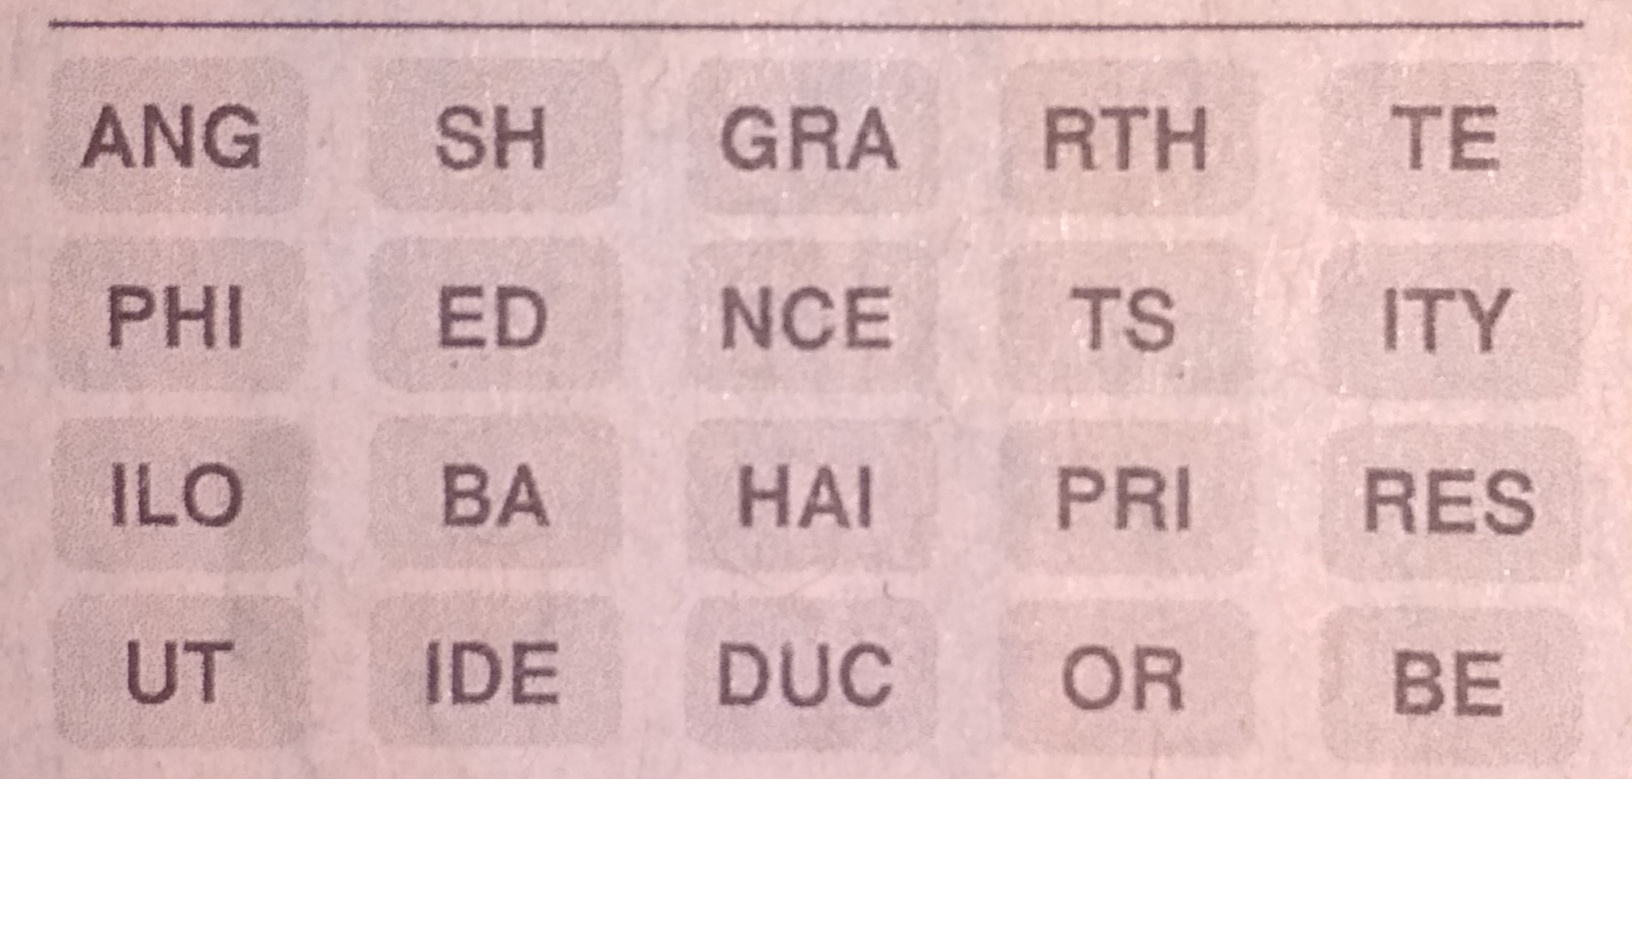 ANG SH GRA RTH TE
PHI ED NCE TS ITY
ILO BA HAI PRI RES
UT IDE DUC OR BE